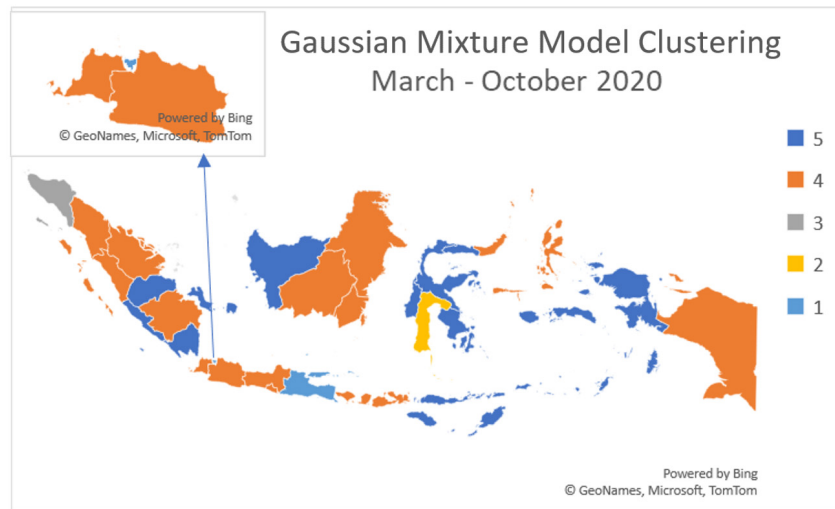 Gaussian Mixture Model Clustering
March - October 2020
Powered by Bing
© GeoNames, Microsoft, TomTom
5
4
3
2
1
Powered by Bing
© GeoNames, Microsoft, TomTom